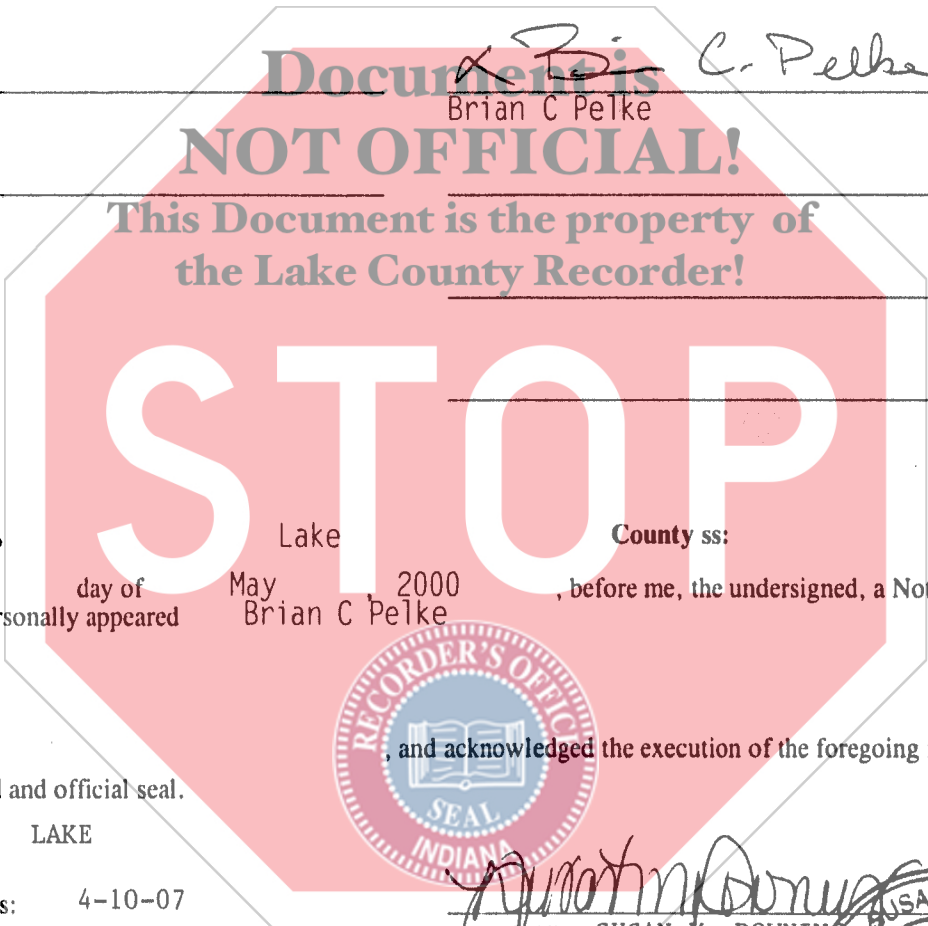 Document is
C. Pelke
Brian C Pelke
NOT OFFICIAL!
This Document is the property of
the Lake County Recorder!
STOP
Lake County ss:
day of May , 2000 , before me, the undersigned, a Not
rsonally appeared Brian C Pelke
RECORDER'S OFFICE
, and acknowledged the execution of the foregoing
and official seal.
SEAL
LAKE
INDIANA
s: 4-10-07